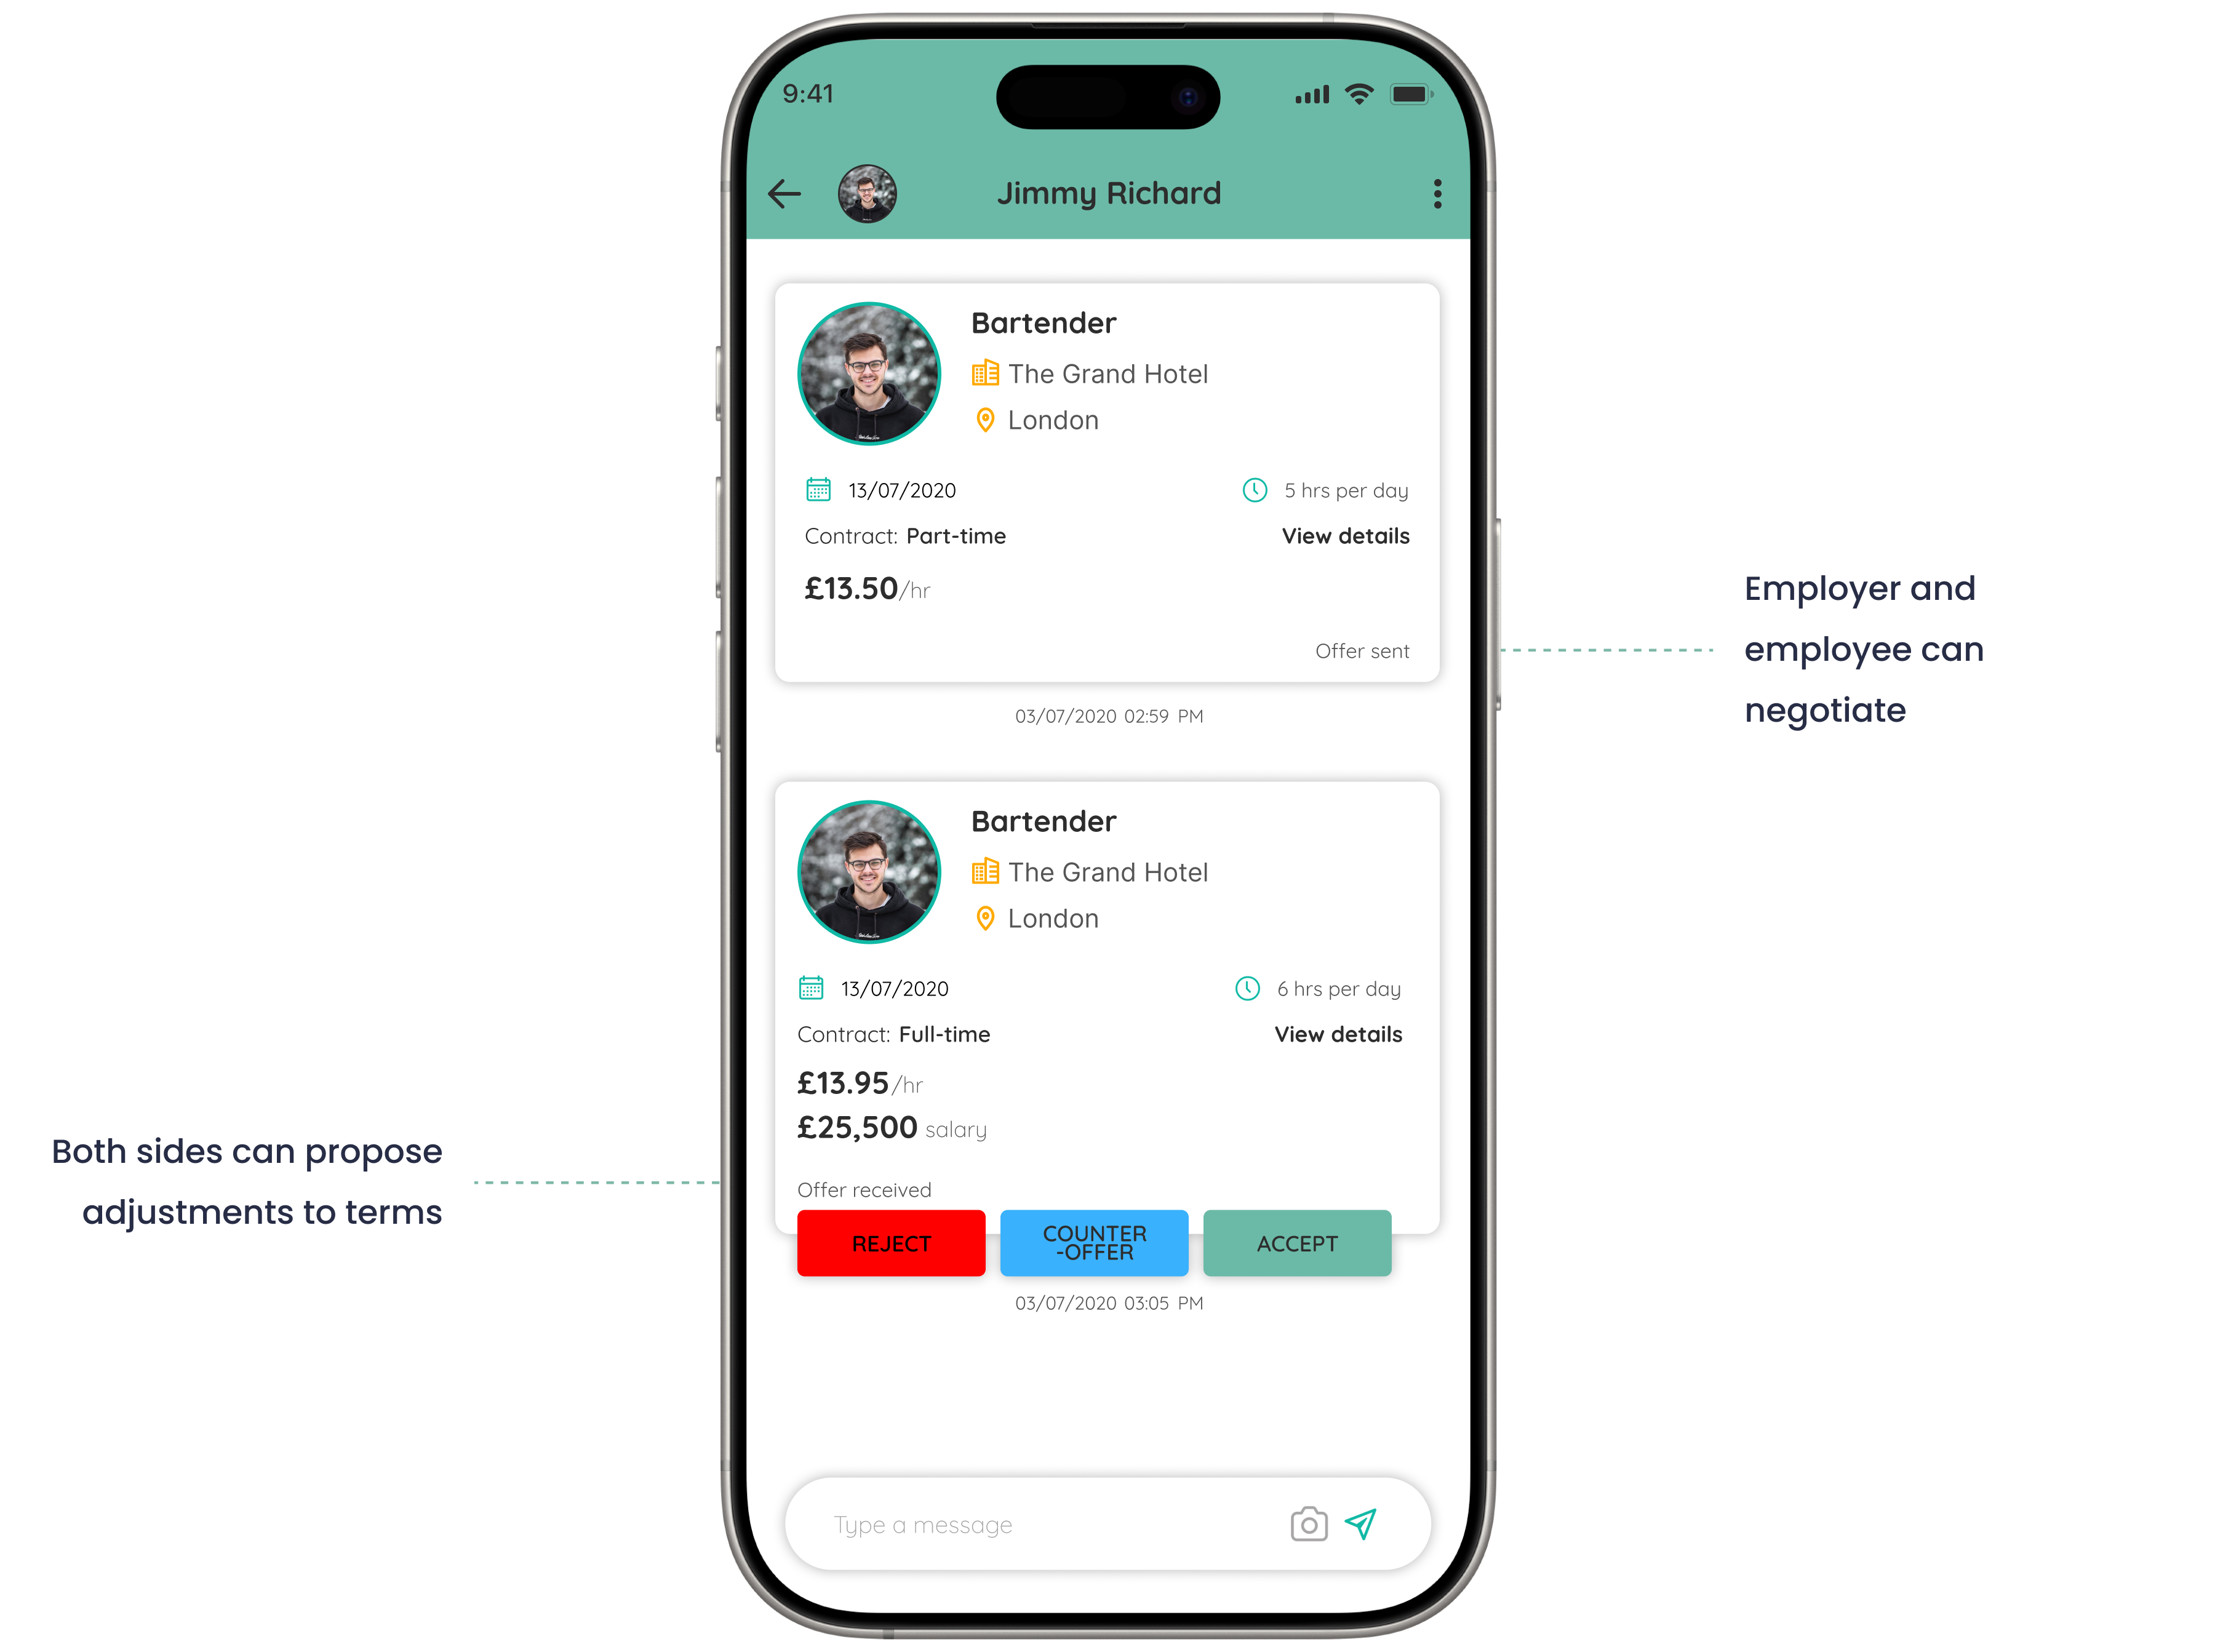 9:41
Jimmy Richard
Bartender
The Grand Hotel
London
13/07/2020
5 hrs per day
Contract: Part-time
View details
£13.50/hr
Offer sent
03/07/2020 02:59 PM
Employer and
employee can
negotiate
Bartender
The Grand Hotel
London
13/07/2020
6 hrs per day
Contract: Full-time
View details
£13.95/hr
£25,500 salary
Both sides can propose
adjustments to terms
Offer received
REJECT
COUNTER
-OFFER
ACCEPT
03/07/2020 03:05 PM
Type a message